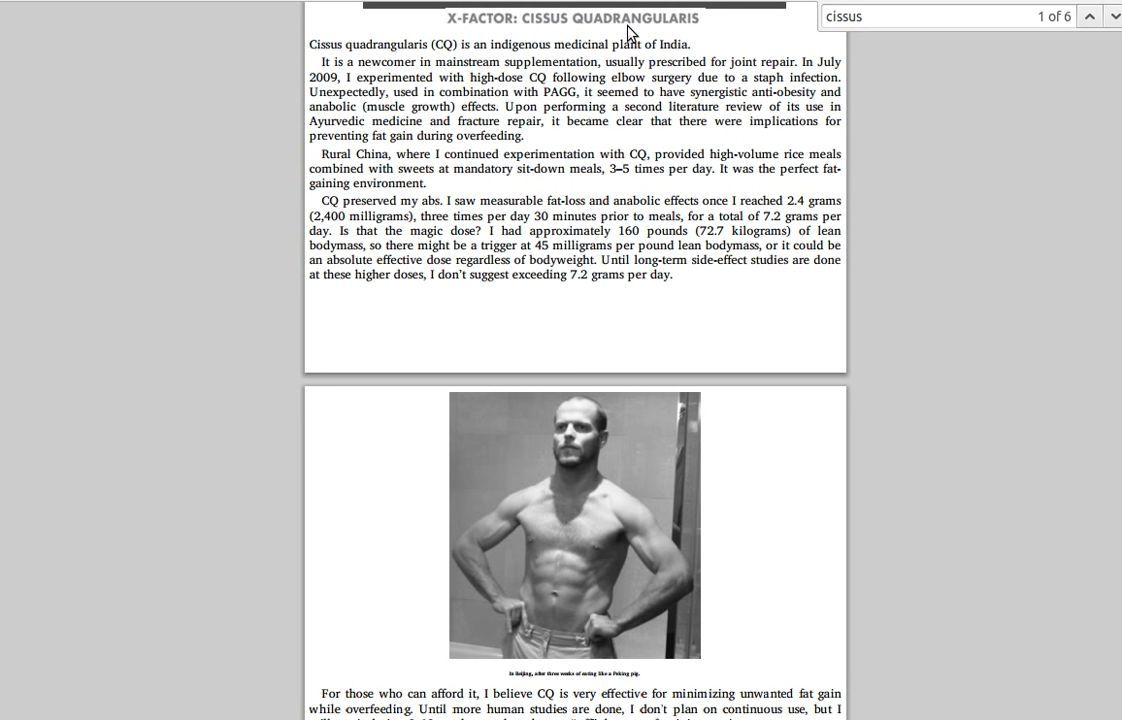 X-FACTOR: CISSUS QUADRANGULARIS
cissus
1 of 6
Cissus quadrangularis (CQ) is an indigenous medicinal plant of India.
It is a newcomer in mainstream supplementation, usually prescribed for joint repair. In July
2009, I experimented with high-dose CQ following elbow surgery due to a staph infection.
Unexpectedly, used in combination with PAGG, it seemed to have synergistic anti-obesity and
anabolic (muscle growth) effects. Upon performing a second literature review of its use in
Ayurvedic medicine and fracture repair, it became clear that there were implications for
preventing fat gain during overfeeding.
Rural China, where I continued experimentation with CQ, provided high-volume rice meals
combined with sweets at mandatory sit-down meals, 3–5 times per day. It was the perfect fat-
gaining environment.
CQ preserved my abs. I saw measurable fat-loss and anabolic effects once I reached 2.4 grams
(2,400 milligrams), three times per day 30 minutes prior to meals, for a total of 7.2 grams per
day. Is that the magic dose? I had approximately 160 pounds (72.7 kilograms) of lean
bodymass, so there might be a trigger at 45 milligrams per pound lean bodymass, or it could be
an absolute effective dose regardless of bodyweight. Until long-term side-effect studies are done
at these higher doses, I don’t suggest exceeding 7.2 grams per day.
In Beijing, after three weeks of eating like a Peking pig.
For those who can afford it, I believe CQ is very effective for minimizing unwanted fat gain
while overfeeding. Until more human studies are done, I don't plan on continuous use, but I